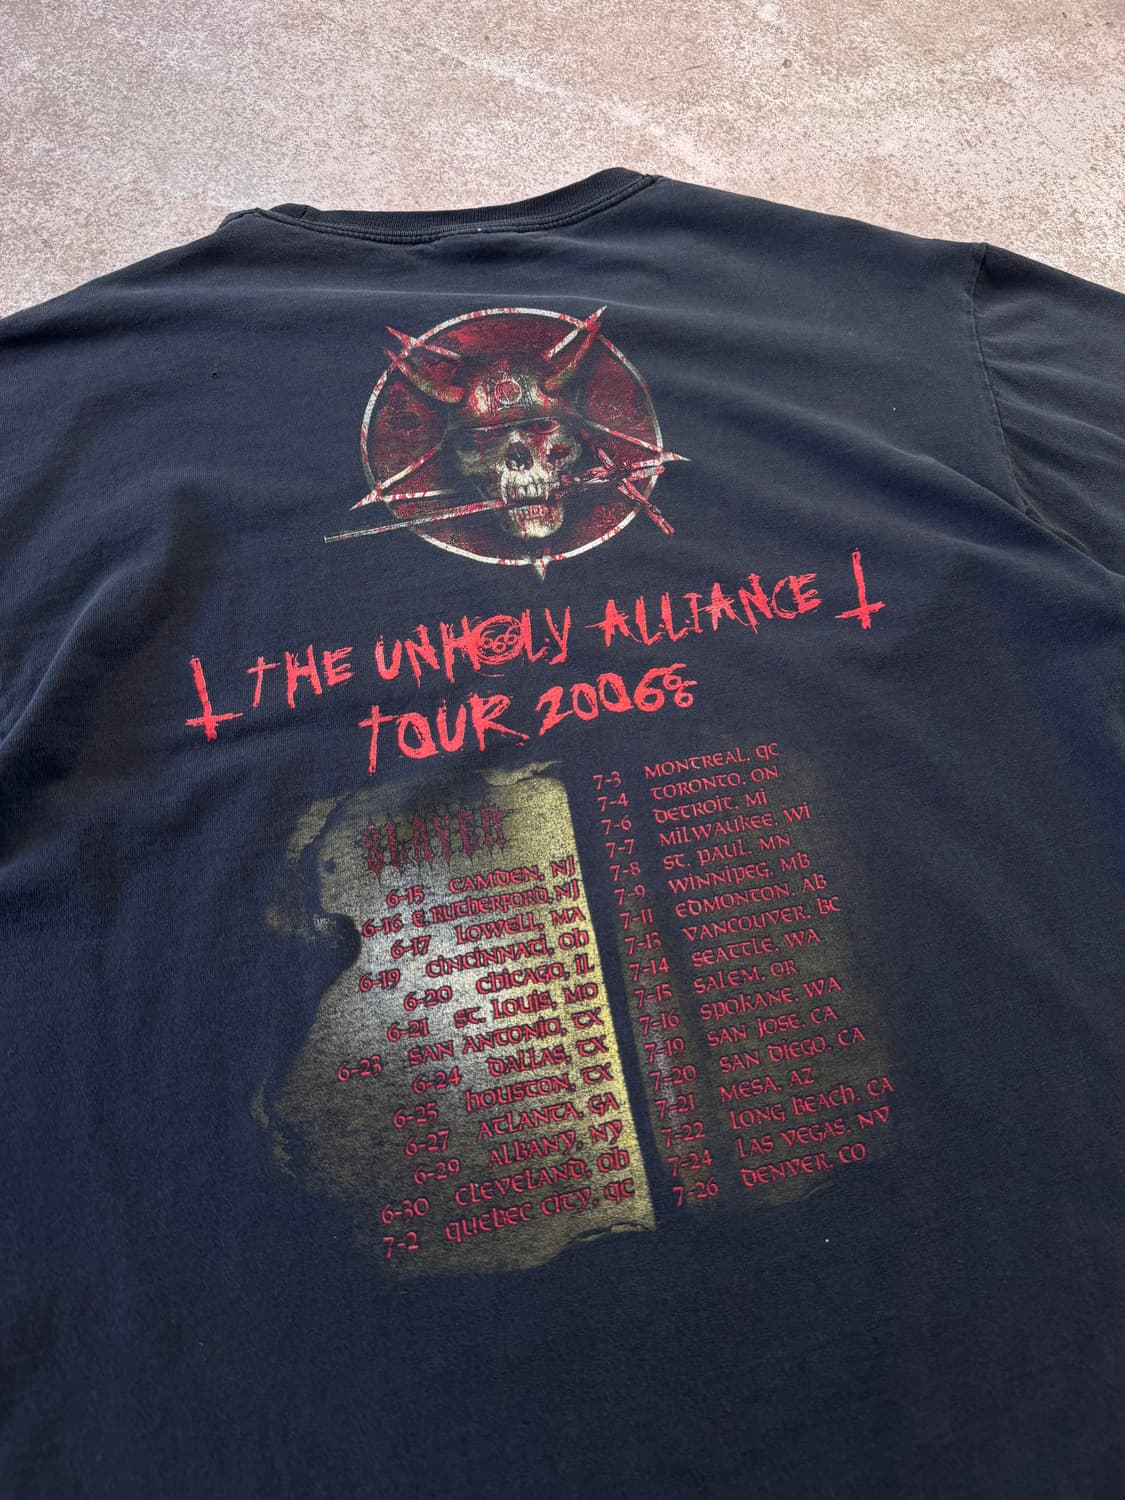 THE UNHOLY ALLIANCE
666
TOUR 200666
SLAYER
6-15 CAMDEN, NJ
6-16 E. RUTHERFORD, NJ
6-17 LOWELL, MA
6-19 CINCINNATI, OH
6-20 CHICAGO, IL
6-21 ST. LOUIS, MO
6-23 SAN ANTONIO, TX
6-24 DALLAS, TX
6-25 HOUSTON, TX
6-27 ATLANTA, GA
6-29 ALBANY, NY
6-30 CLEVELAND, OH
7-2 QUEBEC CITY, QC
7-3 MONTREAL, QC
7-4 TORONTO, ON
7-6 DETROIT, MI
7-7 MILWAUKEE, WI
7-8 ST. PAUL, MN
7-9 WINNIPEG, MB
7-11 EDMONTON, AB
7-13 VANCOUVER, BC
7-14 SEATTLE, WA
7-15 SALEM, OR
7-16 SPOKANE, WA
7-19 SAN JOSE, CA
7-20 SAN DIEGO, CA
7-21 MESA, AZ
7-22 LONG BEACH, CA
7-24 LAS VEGAS, NV
7-26 DENVER, CO